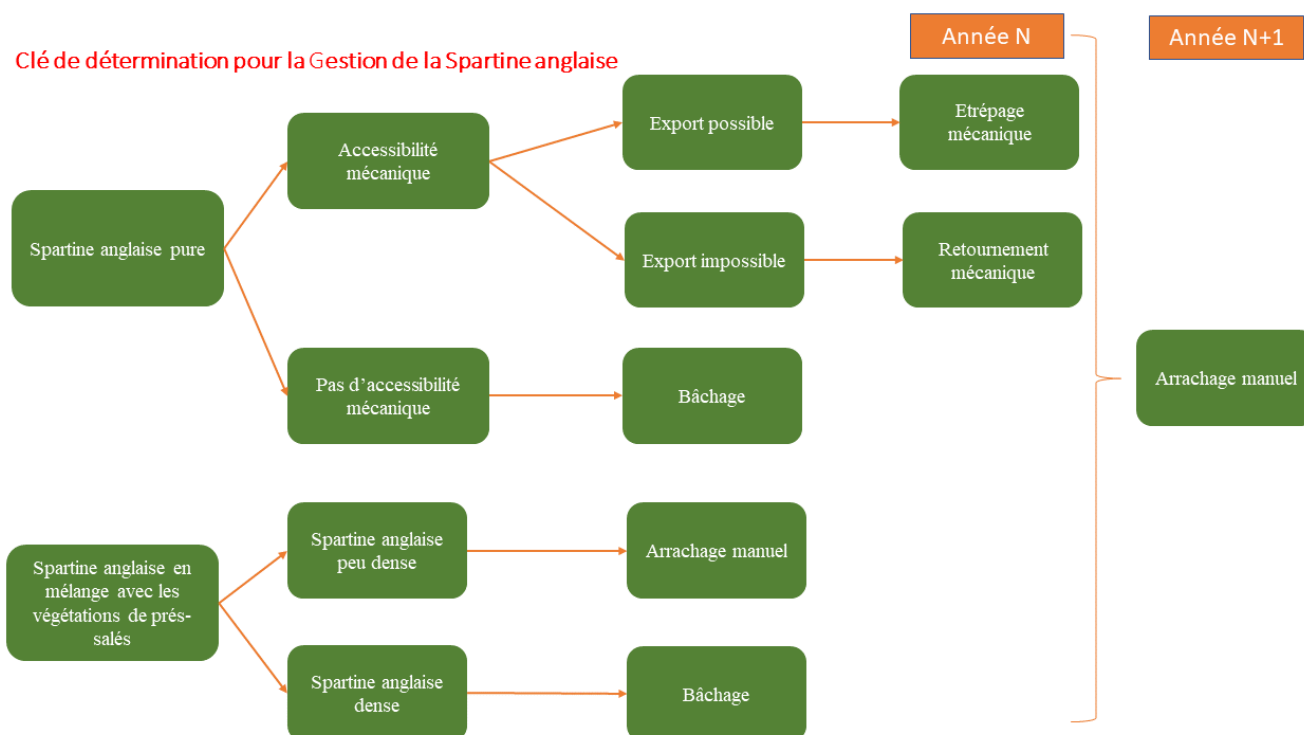 Année N
Année N+1
Clé de détermination pour la Gestion de la Spartine anglaise
Export possible
Etrépage
mécanique
Accessibilité
mécanique
Spartine anglaise pure
Export impossible
Retournement
mécanique
Pas d’accessibilité
mécanique
Bâchage
Arrachage manuel
Spartine anglaise
peu dense
Arrachage manuel
Spartine anglaise en
mélange avec les
végétations de prés-
salés
Spartine anglaise
dense
Bâchage